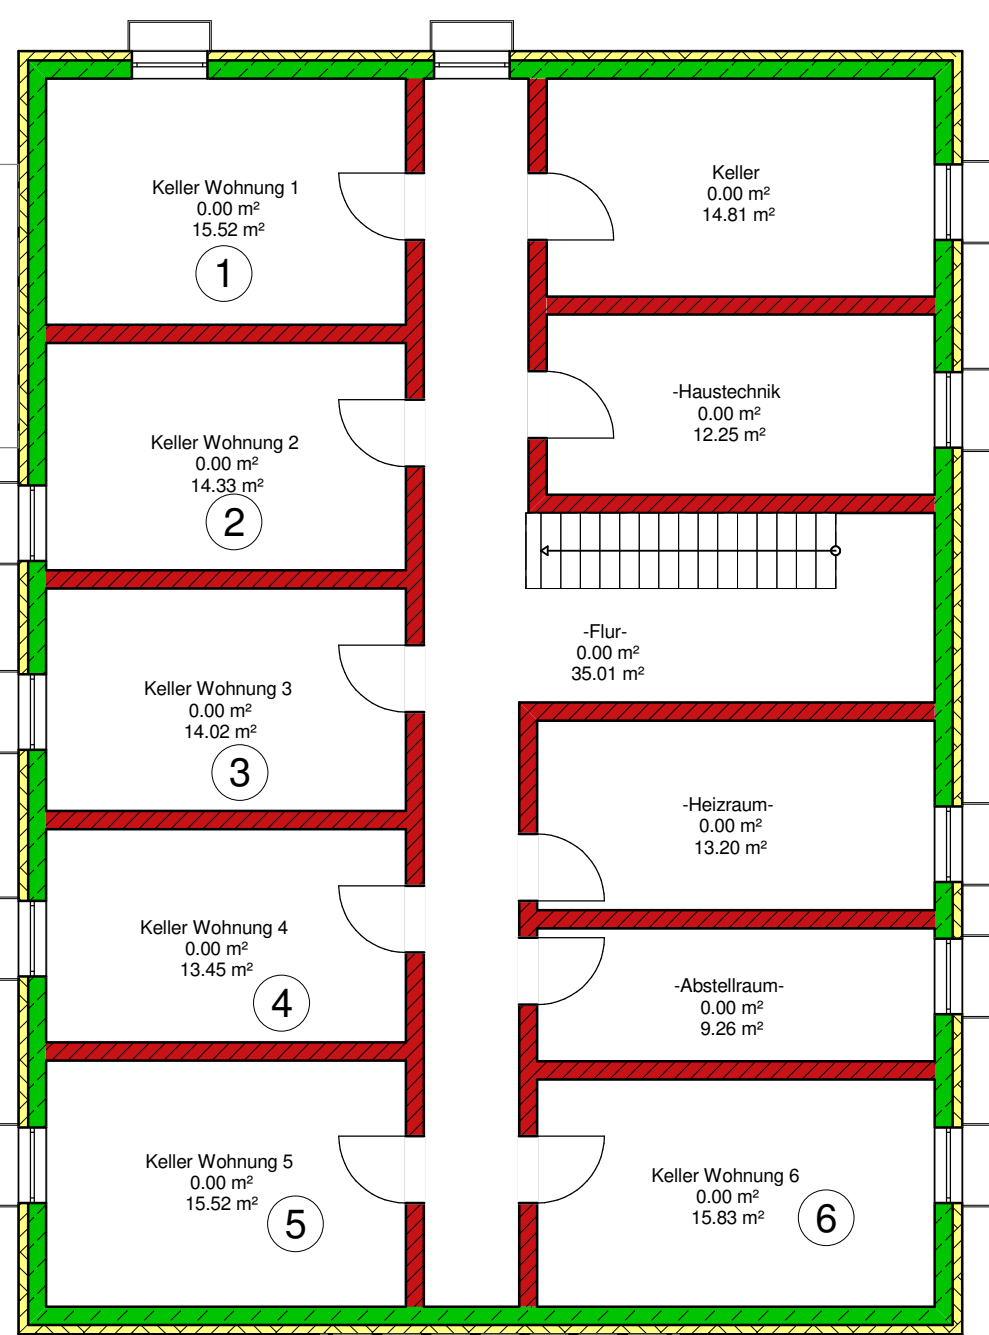 Keller Wohnung 1
0.00 m²
15.52 m²
1
Keller
0.00 m²
14.81 m²
Keller Wohnung 2
0.00 m²
14.33 m²
2
-Haustechnik
0.00 m²
12.25 m²
-Flur-
0.00 m²
35.01 m²
Keller Wohnung 3
0.00 m²
14.02 m²
3
-Heizraum-
0.00 m²
13.20 m²
Keller Wohnung 4
0.00 m²
13.45 m²
4
-Abstellraum-
0.00 m²
9.26 m²
Keller Wohnung 5
0.00 m²
15.52 m²
5
Keller Wohnung 6
0.00 m²
15.83 m²
6